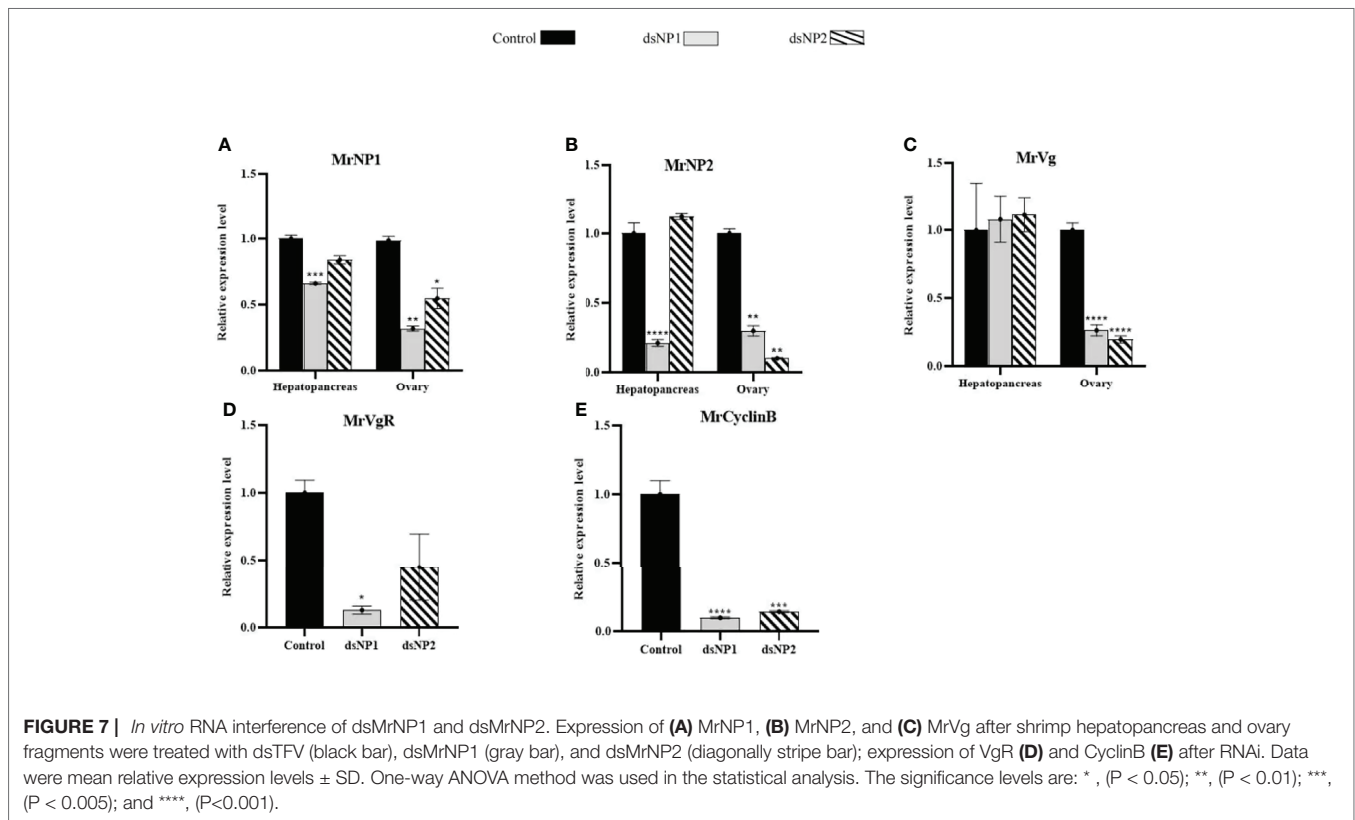 Control dsNP1 dsNP2
A
MrNP1
Relative expression level
1.5
1.0
0.5
0.0
***
**
*
Hepatopancreas Ovary
B
MrNP2
Relative expression level
1.5
1.0
0.5
0.0
****
**
**
Hepatopancreas Ovary
C
MrVg
Relative expression level
1.5
1.0
0.5
0.0
****
****
Hepatopancreas Ovary
D
MrVgR
Relative expression level
1.5
1.0
0.5
0.0
*
Control dsNP1 dsNP2
E
MrCyclinB
Relative expression level
1.5
1.0
0.5
0.0
****
***
Control dsNP1 dsNP2
FIGURE 7 | In vitro RNA interference of dsMrNP1 and dsMrNP2. Expression of (A) MrNP1, (B) MrNP2, and (C) MrVg after shrimp hepatopancreas and ovary
fragments were treated with dsTFV (black bar), dsMrNP1 (gray bar), and dsMrNP2 (diagonally stripe bar); expression of VgR (D) and CyclinB (E) after RNAi. Data
were mean relative expression levels ± SD. One-way ANOVA method was used in the statistical analysis. The significance levels are: * , (P < 0.05); **, (P < 0.01); ***,
(P < 0.005); and ****, (P<0.001).